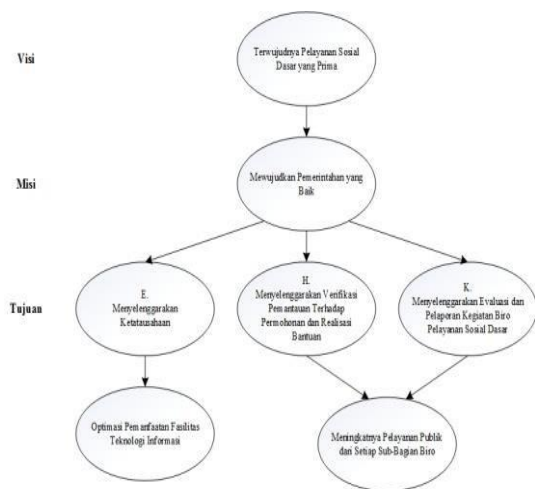 Visi
Terwujudnya Pelayanan Sosial
Dasar yang Prima
Misi
Mewujudkan Pemerintahan yang
Baik
Tujuan
E.
Menyelenggarakan
Ketatausahaan
H.
Menyelenggarakan Verifikasi
Pemantauan Terhadap
Permohonan dan Realisasi
Bantuan
K.
Menyelenggarakan Evaluasi dan
Pelaporan Kegiatan Biro
Pelayanan Sosial Dasar
Optimasi Pemanfaatan Fasilitas
Teknologi Informasi
Meningkatnya Pelayanan Publik
dari Setiap Sub-Bagian Biro